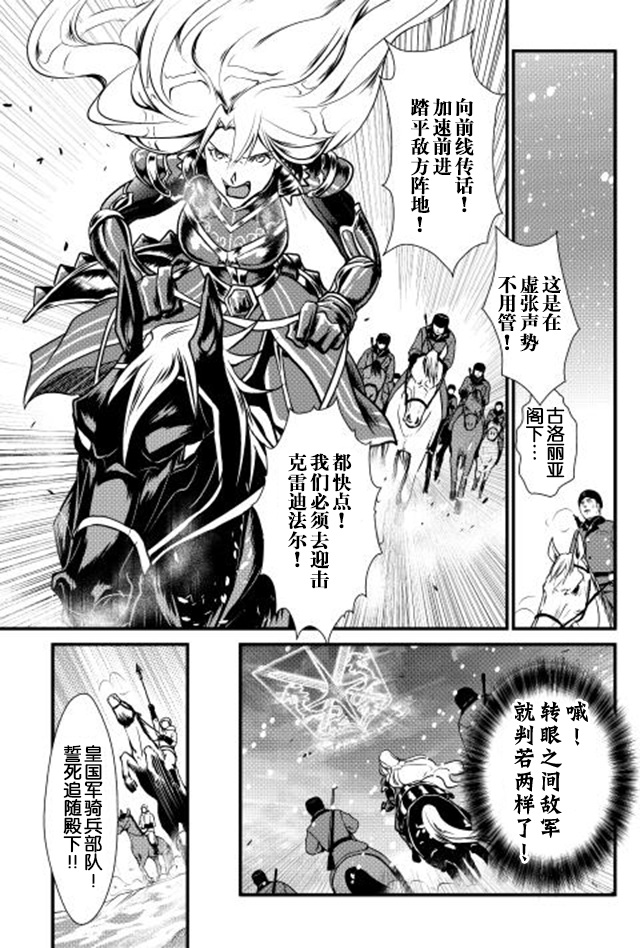 古洛丽亚
阁下…
这是在
虚张声势
不用管！
向前线传话！
加速前进
踏平敌方阵地！
都快点！
我们必须去迎击
克雷迪法尔！
嘁！
转眼之间敌军
就判若两样了！
皇国军骑兵部队！
誓死追随殿下!!